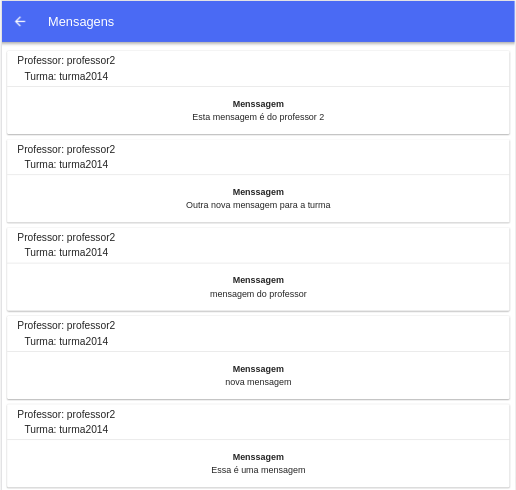 Mensagens
Professor: professor2
Turma: turma2014
Menssagem
Esta mensagem é do professor 2
Professor: professor2
Turma: turma2014
Menssagem
Outra nova mensagem para a turma
Professor: professor2
Turma: turma2014
Menssagem
mensagem do professor
Professor: professor2
Turma: turma2014
Menssagem
nova mensagem
Professor: professor2
Turma: turma2014
Menssagem
Essa é uma mensagem